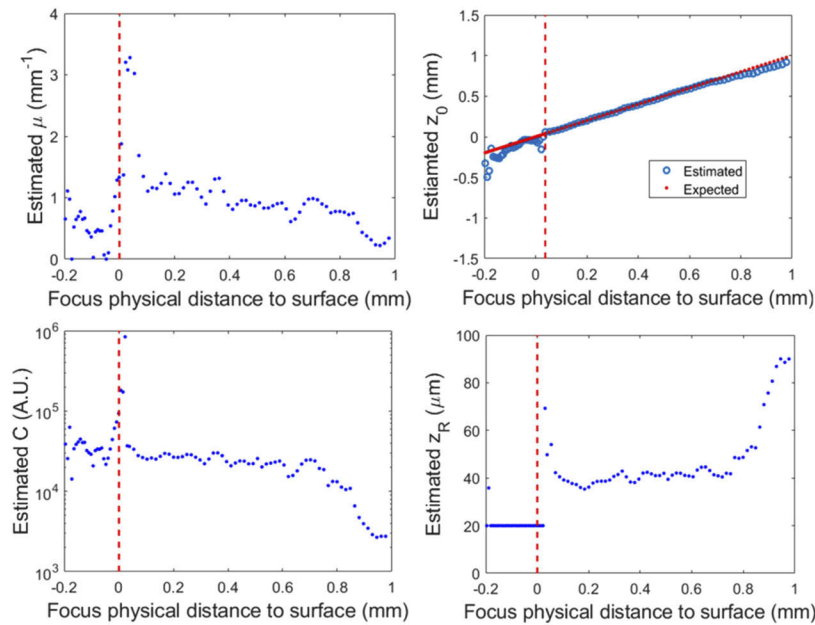 4
3
2
1
0
Estimated μ (mm⁻¹)
-0.2 0 0.2 0.4 0.6 0.8 1
Focus physical distance to surface (mm)
1.5
1
0.5
0
-0.5
-1
-1.5
Estiamted z₀ (mm)
Estimated
Expected
-0.2 0 0.2 0.4 0.6 0.8 1
Focus physical distance to surface (mm)
10⁶
10⁵
10⁴
10³
Estimated C (A.U.)
-0.2 0 0.2 0.4 0.6 0.8 1
Focus physical distance to surface (mm)
100
80
60
40
20
0
Estimated z_R (μm)
-0.2 0 0.2 0.4 0.6 0.8 1
Focus physical distance to surface (mm)